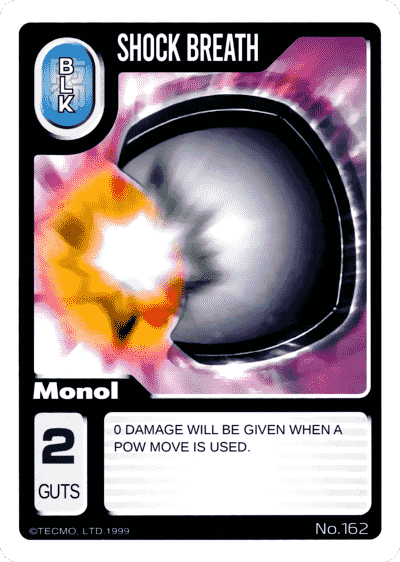 SHOCK BREATH
BLK
Monol
2
GUTS
0 DAMAGE WILL BE GIVEN WHEN A
POW MOVE IS USED.
©TECMO, LTD.1999
No.162